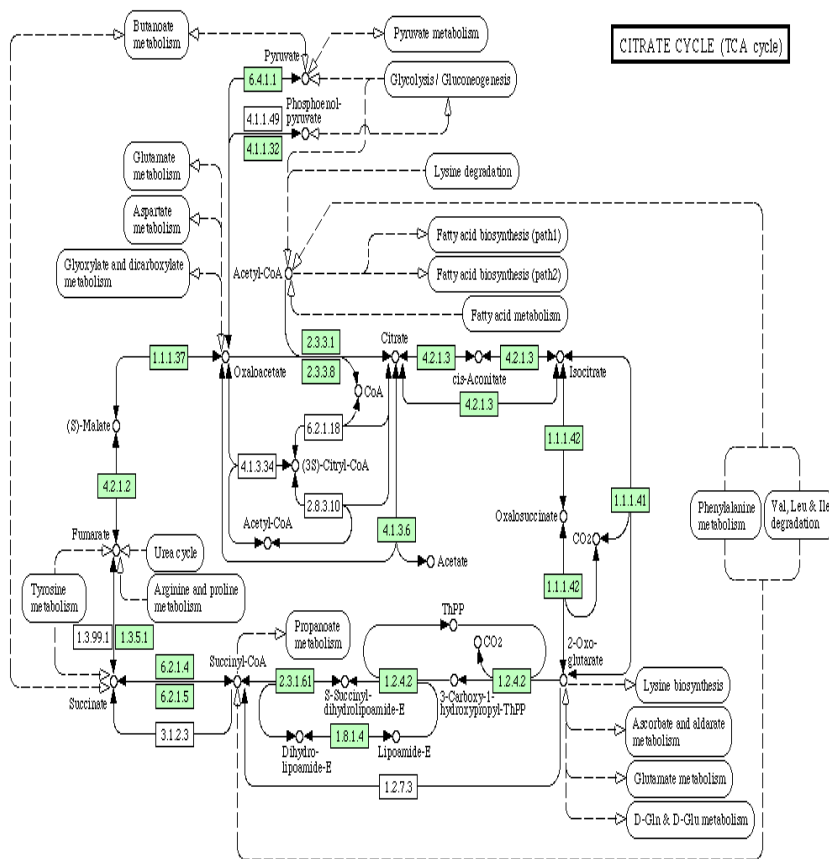 Butanoate
metabolism
Pyruvate metabolism
CITRATE CYCLE (TCA cycle)
Pyruvate
6.4.1.1
Glycolysis / Gluconeogenesis
Phosphoenol-
pyruvate
4.1.1.49
4.1.1.32
Glutamate
metabolism
Lysine degradation
Aspartate
metabolism
Fatty acid biosynthesis (path1)
Glyoxylate and dicarboxylate
metabolism
Acetyl-CoA
Fatty acid biosynthesis (path2)
Fatty acid metabolism
1.1.1.37
Oxaloacetate
2.3.3.1
2.3.3.8
Citrate
4.2.1.3
4.2.1.3
cis-Aconitate
Isocitrate
4.2.1.3
CoA
(S)-Malate
6.2.1.18
4.1.3.34
(3S)-Citryl-CoA
1.1.1.42
4.2.1.2
2.8.3.10
1.1.1.41
Phenylalanine
metabolism
Val, Leu & Ile
degradation
Oxalosuccinate
CO2
Acetyl-CoA
4.1.3.6
Fumarate
Urea cycle
Acetate
Tyrosine
metabolism
Arginine and proline
metabolism
1.1.1.42
ThPP
Propanoate
metabolism
1.3.99.1
1.3.5.1
CO2
2-Oxo-
glutarate
6.2.1.4
Succinyl-CoA
2.3.1.61
1.2.4.2
1.2.4.2
Lysine biosynthesis
6.2.1.5
Succinate
S-Succinyl-
dihydrolipoamide-E
3-Carboxy-1-
hydroxypropyl-ThPP
Ascorbate and aldarate
metabolism
3.1.2.3
1.8.1.4
Dihydro-
lipoamide-E
Lipoamide-E
Glutamate metabolism
1.2.7.3
D-Gln & D-Glu metabolism